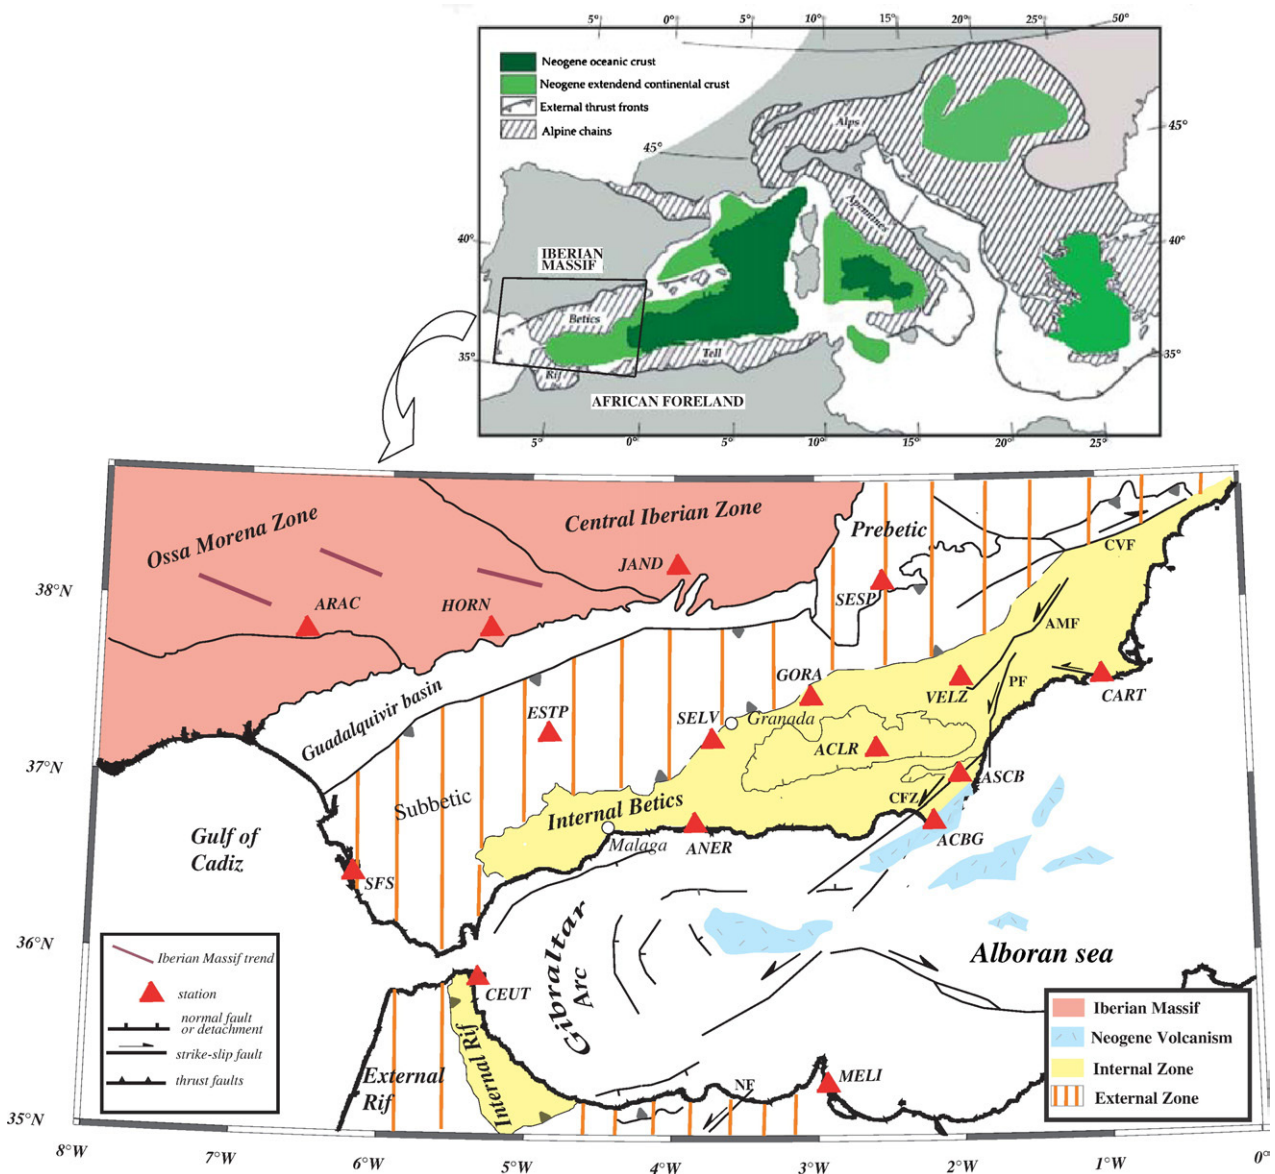 5° 0° 5° 10° 15° 20° 25° 50°
Neogene oceanic crust
Neogene extendend continental crust
External thrust fronts
Alpine chains
Alps
45°
45°
Apennines
40°
40°
IBERIAN
MASSIF
Betics
35°
35°
Tell
Rif
AFRICAN FORELAND
5° 0° 5° 10° 15° 20° 25°
Ossa Morena Zone
Central Iberian Zone
Prebetic
CVF
JAND
38°N
SESP
ARAC
HORN
AMF
GORA
VELZ
PF
CART
Guadalquivir basin
ESTP
SELV
Granada
ACLR
37°N
ASCB
Subbetic
Internal Betics
CFZ
Gulf of
Cadiz
Malaga
ANER
ACBG
SFS
36°N
Gibraltar
Arc
Alboran sea
CEUT
Iberian Massif trend
station
normal fault
or detachment
strike-slip fault
thrust faults
External
Rif
Internal Rif
NF
MELI
Iberian Massif
Neogene Volcanism
Internal Zone
External Zone
35°N
8°W 7°W 6°W 5°W 4°W 3°W 2°W 1°W 0°